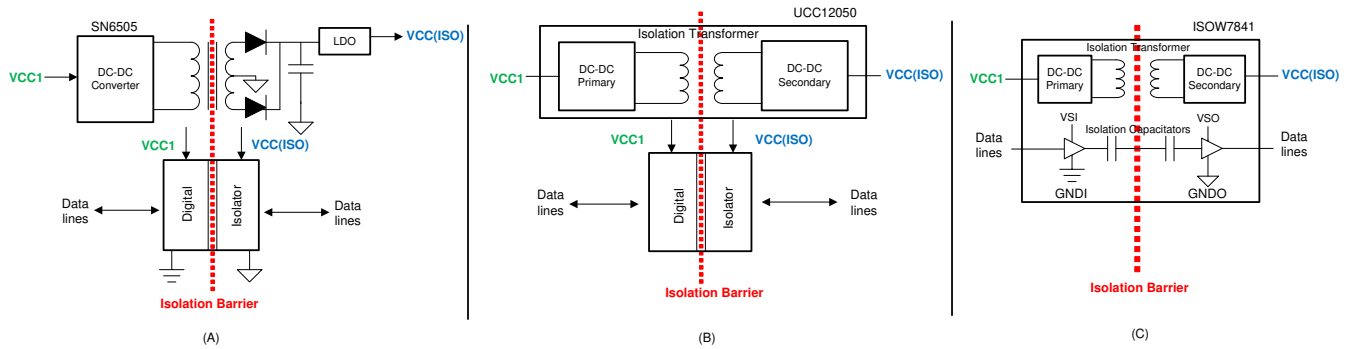 SN6505
DC-DC
Converter
VCC1
LDO
VCC(ISO)
VCC1
VCC(ISO)
Data
lines
Digital
Isolator
Data
lines
Isolation Barrier
(A)
UCC12050
Isolation Transformer
VCC1
DC-DC
Primary
DC-DC
Secondary
VCC(ISO)
VCC1
VCC(ISO)
Data
lines
Digital
Isolator
Data
lines
Isolation Barrier
(B)
ISOW7841
Isolation Transformer
VCC1
DC-DC
Primary
DC-DC
Secondary
VCC(ISO)
VSI
VSO
Isolation Capacitors
Data
lines
Data
lines
GNDI
GNDO
Isolation Barrier
(C)